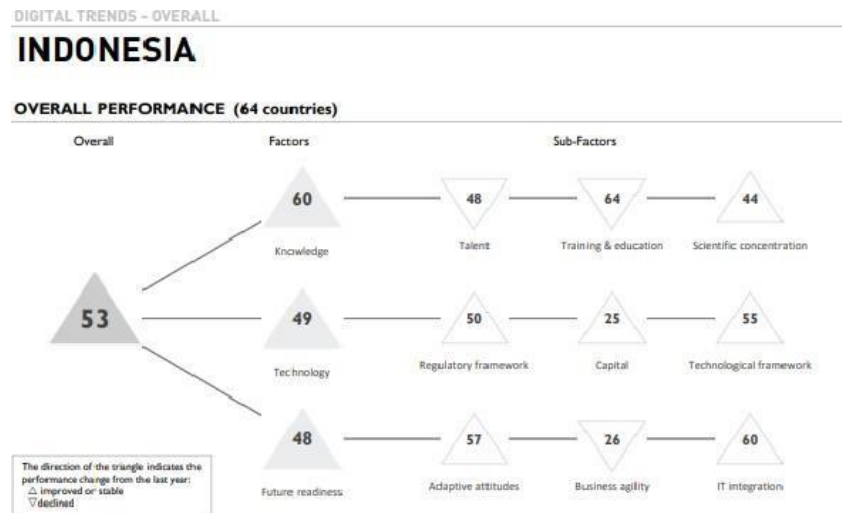 DIGITAL TRENDS - OVERALL
INDONESIA
OVERALL PERFORMANCE (64 countries)
Overall Factors Sub-Factors
60 48 64 44
Knowledge Talent Training & education Scientific concentration
53
49 50 25 55
Technology Regulatory framework Capital Technological framework
48 57 26 60
Future readiness Adaptive attitudes Business agility IT integration
The direction of the triangle indicates the
performance change from the last year:
△ improved or stable
▽ declined